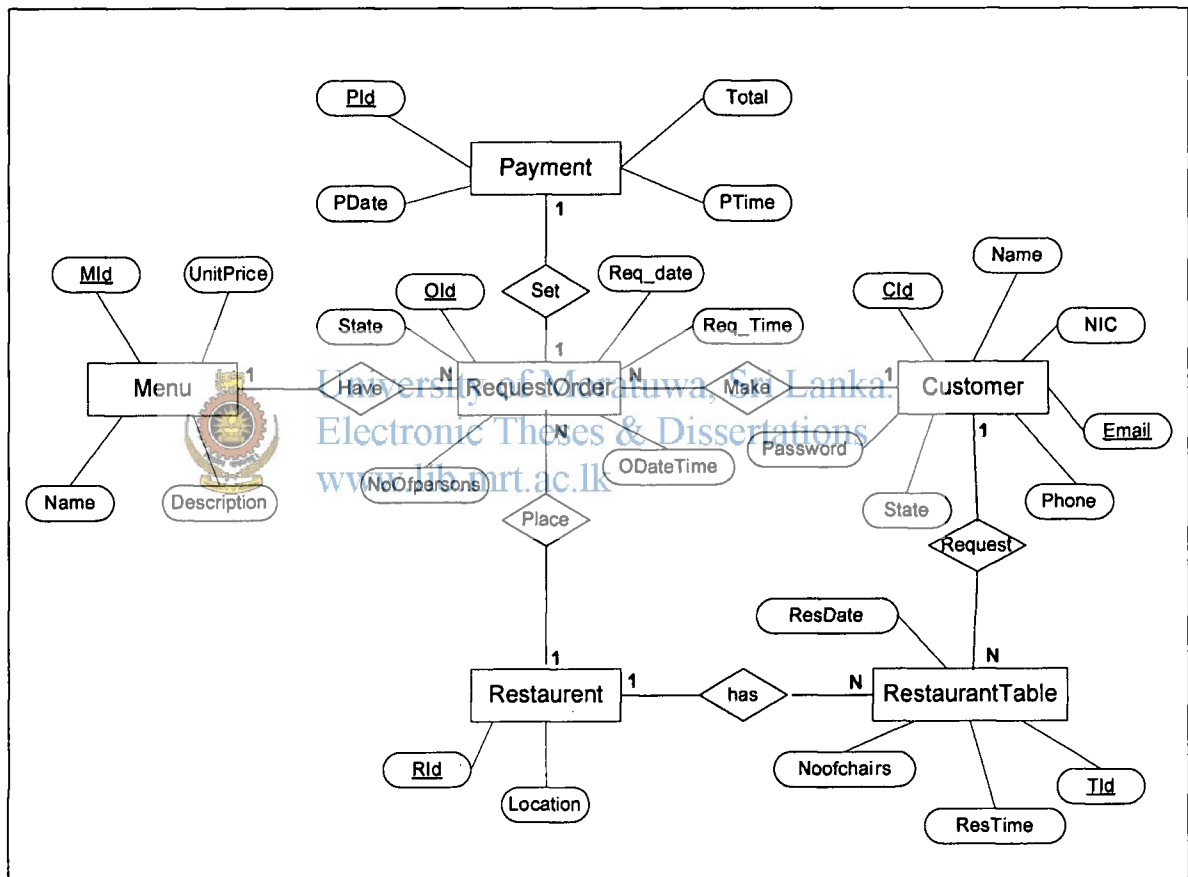 PId
Total
Payment
PDate
PTime
1
Name
MId
UnitPrice
OId
Set
Req_date
CId
State
Req_Time
NIC
1
Menu
1
Have
N
RequestOrder
N
Make
1
Customer
University of Moratuwa, Sri Lanka.
Electronic Theses & Dissertations
www.lib.mrt.ac.lk
N
1
Password
Email
ODateTime
NoOfpersons
Name
Description
State
Phone
Place
Request
ResDate
1
N
Restaurent
1
has
N
RestaurantTable
RId
Noofchairs
TId
Location
ResTime